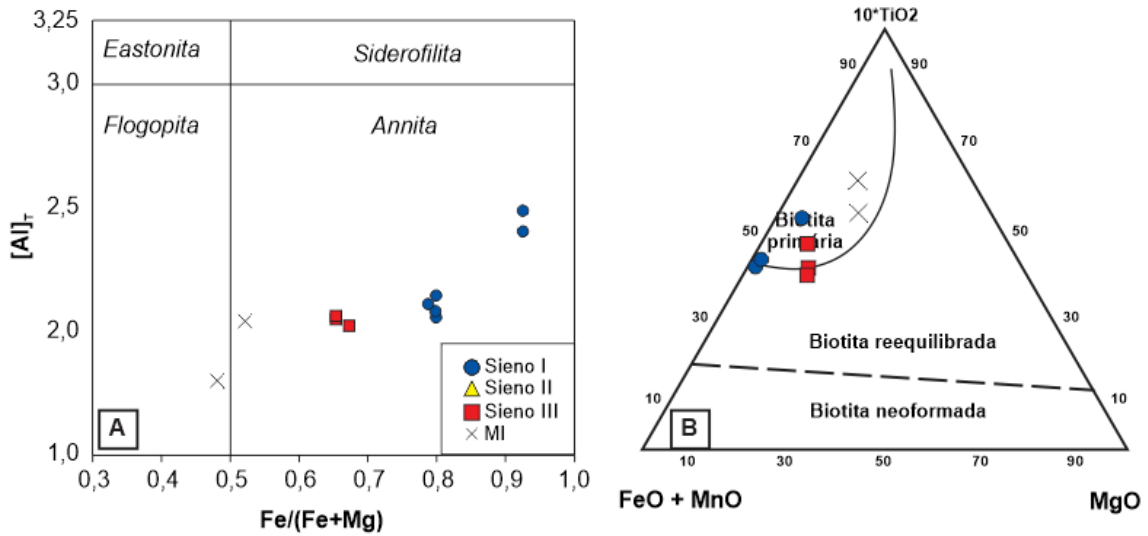 3,25
Eastonita
Siderofilita
3,0
Flogopita
Annita
2,5
[Al]T
2,0
1,5
1,0
0,3
0,4
0,5
0,6
0,7
0,8
0,9
1,0
Fe/(Fe+Mg)
A
Sieno I
Sieno II
Sieno III
MI
10*TiO2
90
90
70
70
50
50
Biotita
primária
30
30
Biotita reequilibrada
10
10
Biotita neoformada
B
10
30
50
70
90
FeO + MnO
MgO